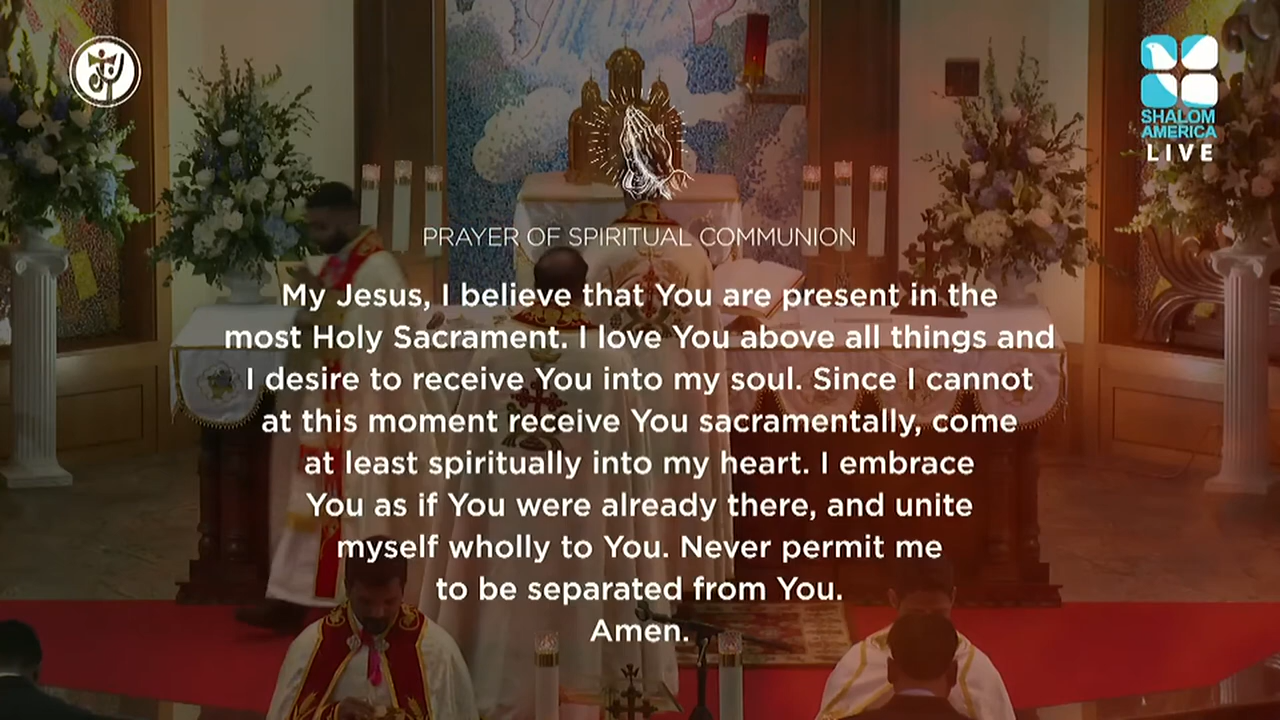 SHALOM
AMERICA
LIVE
PRAYER OF SPIRITUAL COMMUNION
My Jesus, I believe that You are present in the
most Holy Sacrament. I love You above all things and
I desire to receive You into my soul. Since I cannot
at this moment receive You sacramentally, come
at least spiritually into my heart. I embrace
You as if You were already there, and unite
myself wholly to You. Never permit me
to be separated from You.
Amen.